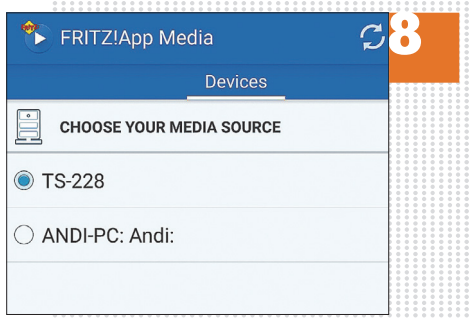 FRITZ!App Media
8
Devices
CHOOSE YOUR MEDIA SOURCE
TS-228
ANDI-PC: Andi: